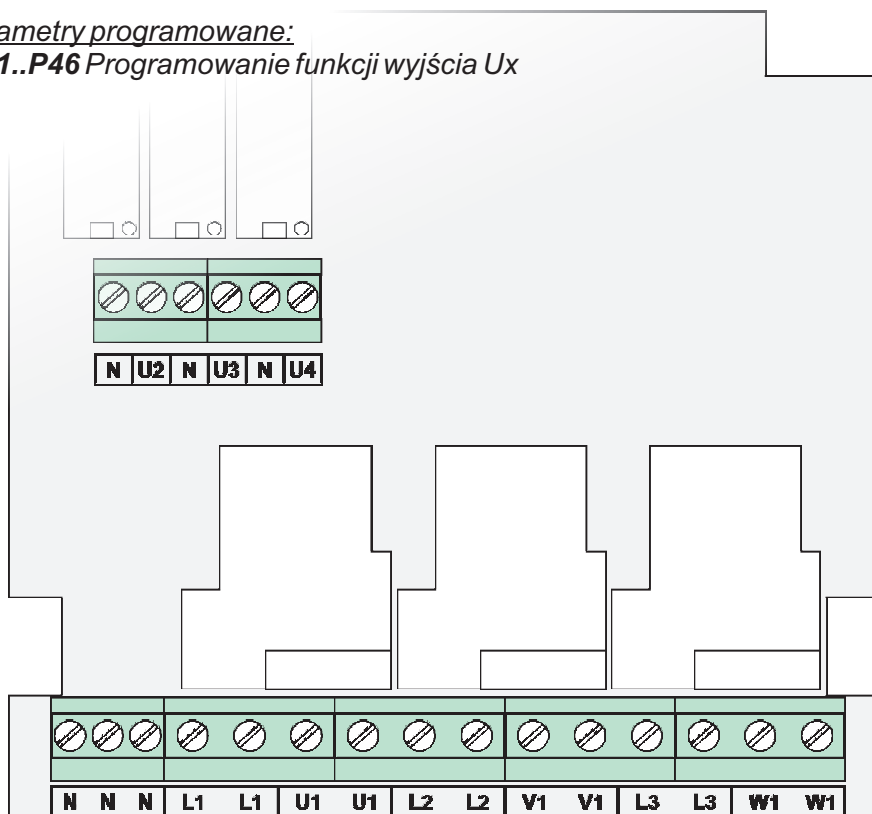 ametry programowane:
1..P46 Programowanie funkcji wyjścia Ux
N U2 N U3 N U4
N N N L1 L1 U1 U1 L2 L2 V1 V1 L3 L3 W1 W1